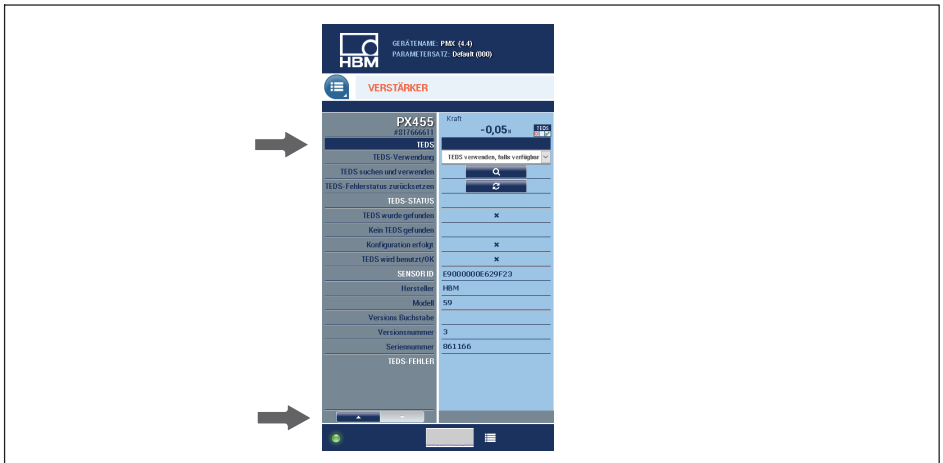 HBM
GERÄTENAME: PMX (4.4)
PARAMETERSATZ: Default (000)
VERSTÄRKER
PX455
#817666611
Kraft
-0,05 N
TEDS
TEDS
TEDS-Verwendung TEDS verwenden, falls verfügbar
TEDS suchen und verwenden
TEDS-Fehlerstatus zurücksetzen
TEDS-STATUS
TEDS wurde gefunden ×
Kein TEDS gefunden
Konfiguration erfolgt ×
TEDS wird benutzt/OK ×
SENSOR ID E9000000E629F23
Hersteller HBM
Modell S9
Versions Buchstabe
Versionsnummer 3
Seriennummer 861166
TEDS-FEHLER